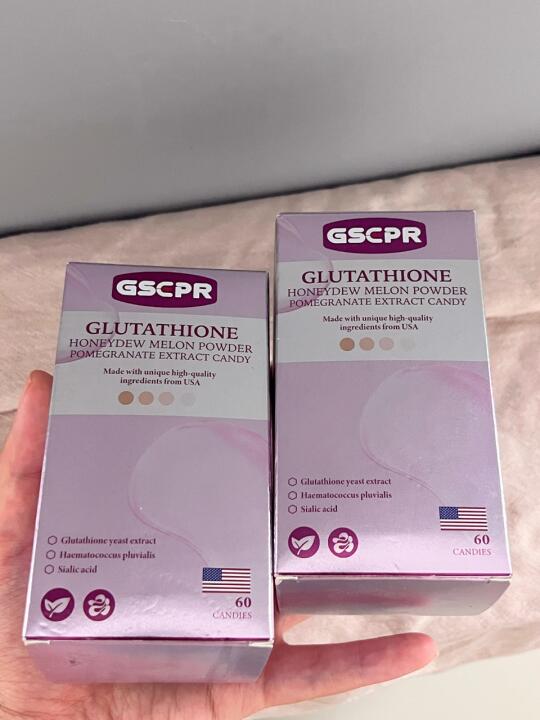 GSCPR
GLUTATHIONE
HONEYDEW MELON POWDER
POMEGRANATE EXTRACT CANDY
Made with unique high-quality
ingredients from USA
Glutathione yeast extract
Haematococcus pluvialis
Sialic acid
60
CANDIES
GSCPR
GLUTATHIONE
HONEYDEW MELON POWDER
POMEGRANATE EXTRACT CANDY
Made with unique high-quality
ingredients from USA
Glutathione yeast extract
Haematococcus pluvialis
Sialic acid
60
CANDIES